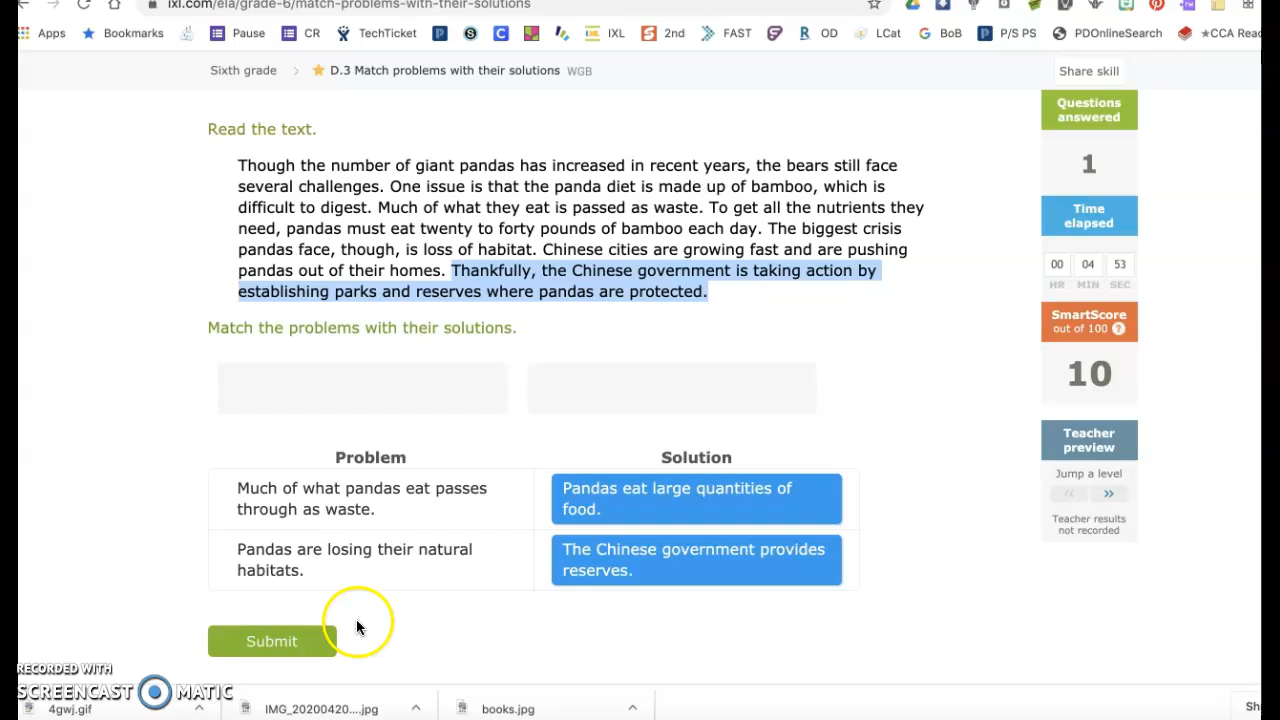 ixl.com/ela/grade-6/match-problems-with-their-solutions
Apps Bookmarks Pause CR TechTicket IXL 2nd FAST OD LCat BoB P/S PS PDOnlineSearch ★CCA Rea
Sixth grade > D.3 Match problems with their solutions WGB
Share skill
Read the text.
Though the number of giant pandas has increased in recent years, the bears still face
several challenges. One issue is that the panda diet is made up of bamboo, which is
difficult to digest. Much of what they eat is passed as waste. To get all the nutrients they
need, pandas must eat twenty to forty pounds of bamboo each day. The biggest crisis
pandas face, though, is loss of habitat. Chinese cities are growing fast and are pushing
pandas out of their homes. Thankfully, the Chinese government is taking action by
establishing parks and reserves where pandas are protected.
Match the problems with their solutions.
Problem Solution
Much of what pandas eat passes
through as waste.
Pandas eat large quantities of
food.
Pandas are losing their natural
habitats.
The Chinese government provides
reserves.
Submit
Questions
answered
1
Time
elapsed
00 04 53
HR MIN SEC
SmartScore
out of 100 ?
10
Teacher
preview
Jump a level
«  »
Teacher results
not recorded
RECORDED WITH
SCREENCAST MATIC
4gwj.gif IMG_20200420....jpg books.jpg Sh